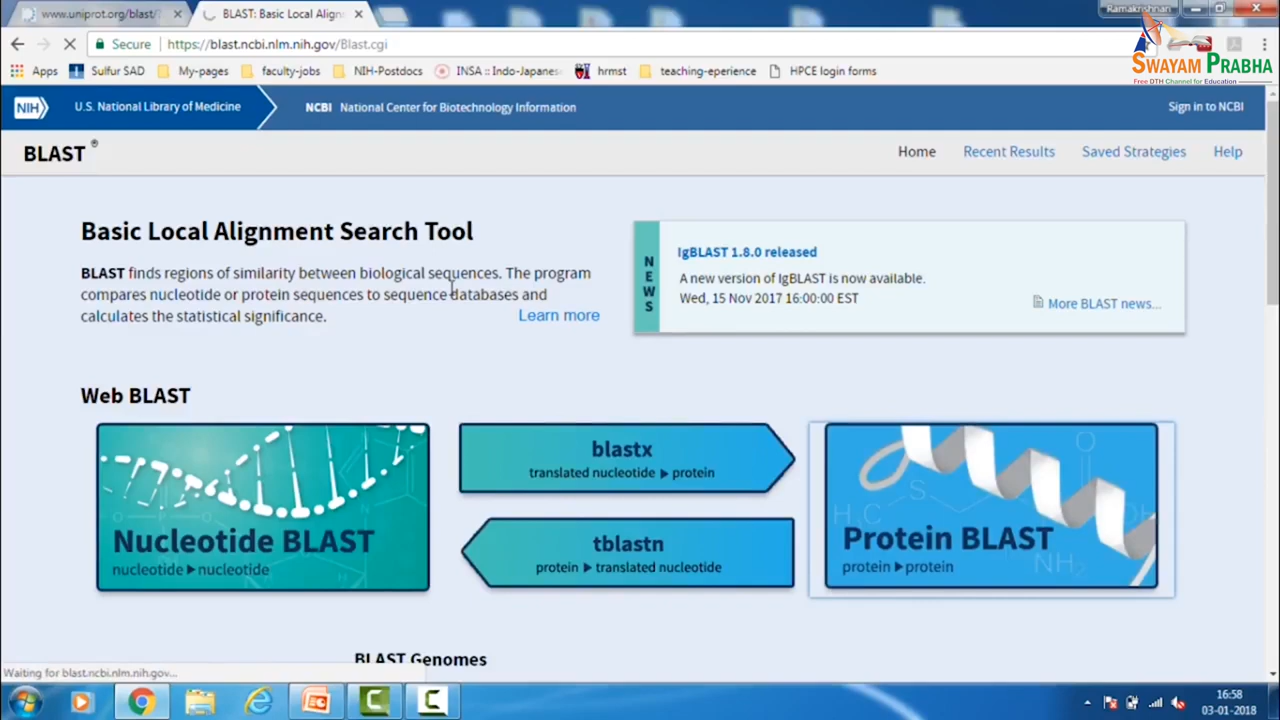 www.uniprot.org/blast/?
BLAST: Basic Local Alignm
Ramakrishnan
Secure
https://blast.ncbi.nlm.nih.gov/Blast.cgi
SWAYAM PRABHA
Free DTH Channel for Education
Apps
Sulfur SAD
My-pages
faculty-jobs
NIH-Postdocs
INSA :: Indo-Japanes
hrmst
teaching-eperience
HPCE login forms
NIH
U.S. National Library of Medicine
NCBI National Center for Biotechnology Information
Sign in to NCBI
BLAST ®
Home
Recent Results
Saved Strategies
Help
Basic Local Alignment Search Tool
BLAST finds regions of similarity between biological sequences. The program
compares nucleotide or protein sequences to sequence databases and
calculates the statistical significance.
Learn more
NEWS
IgBLAST 1.8.0 released
A new version of IgBLAST is now available.
Wed, 15 Nov 2017 16:00:00 EST
More BLAST news...
Web BLAST
Nucleotide BLAST
nucleotide ▶ nucleotide
blastx
translated nucleotide ▶ protein
tblastn
protein ▶ translated nucleotide
H₃C
S
O
OH
NH₂
Protein BLAST
protein ▶ protein
BLAST Genomes
Waiting for blast.ncbi.nlm.nih.gov...
16:58
03-01-2018